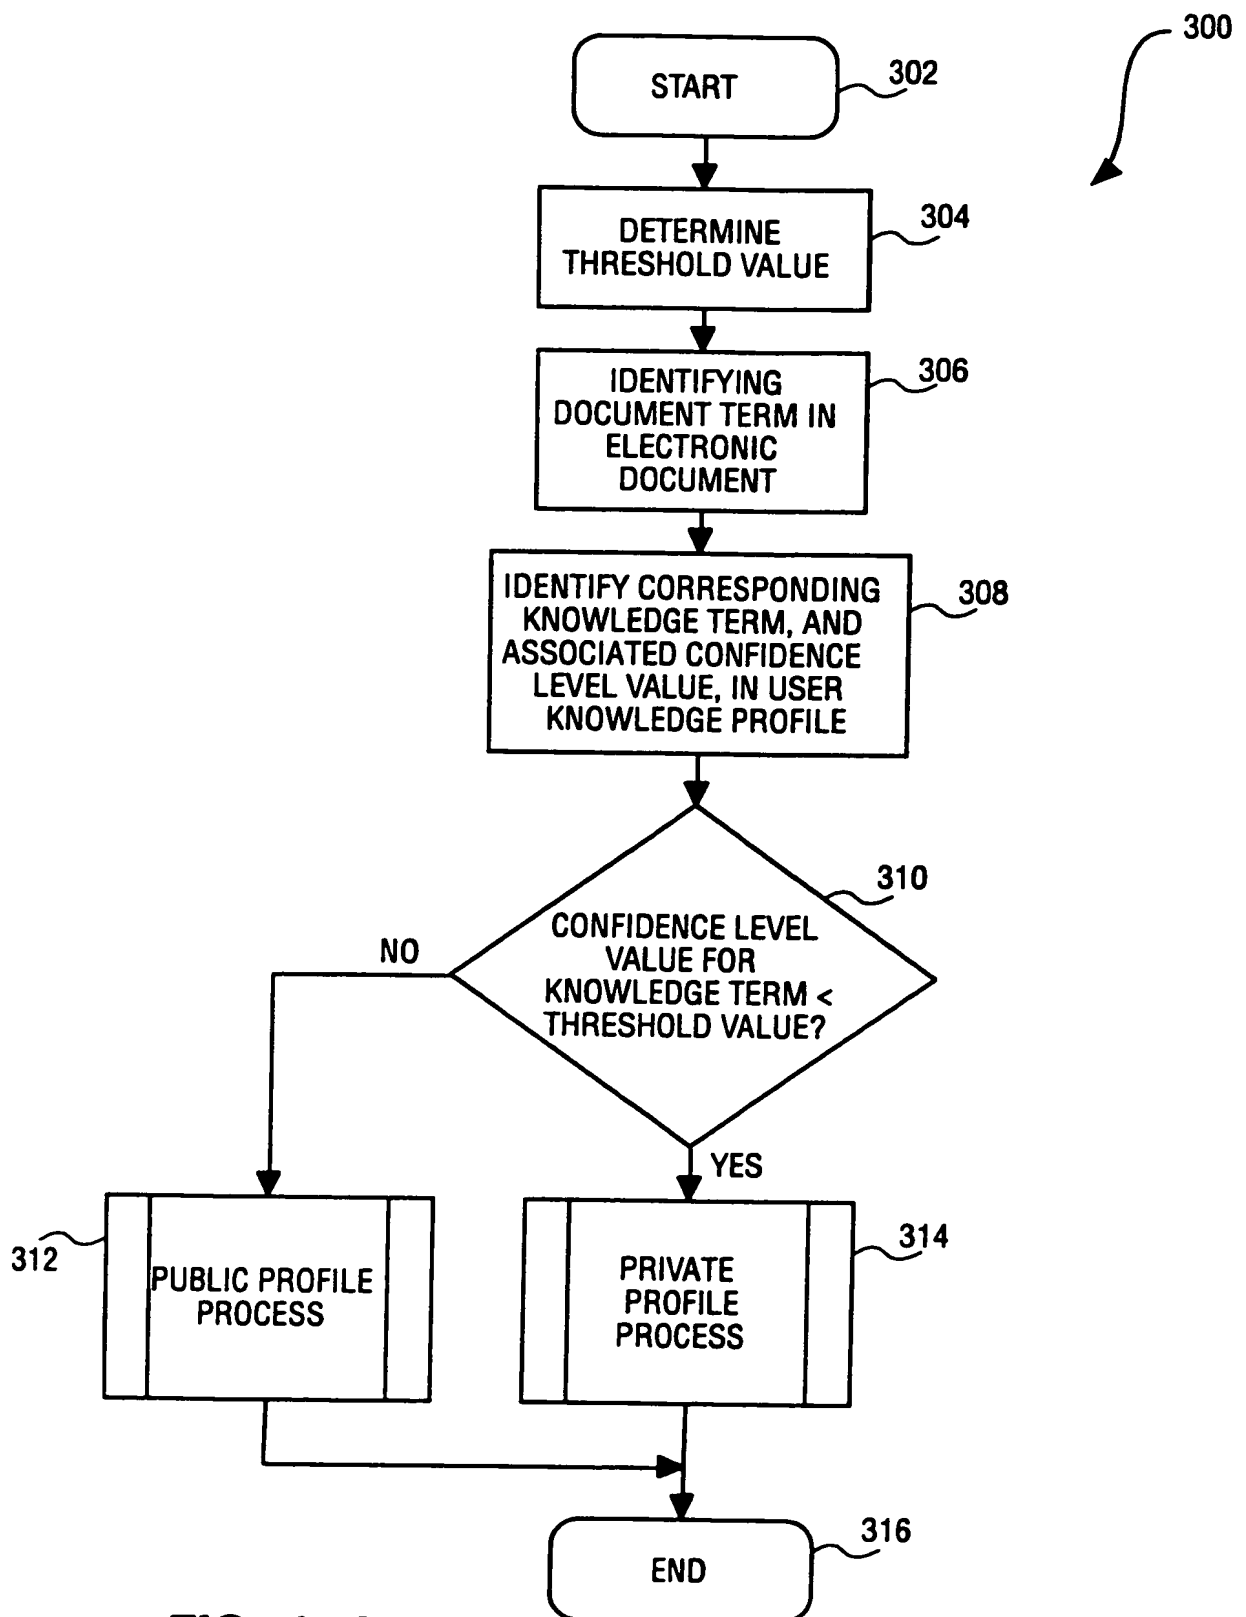 300
START
302
DETERMINE
THRESHOLD VALUE
304
IDENTIFYING
DOCUMENT TERM IN
ELECTRONIC
DOCUMENT
306
IDENTIFY CORRESPONDING
KNOWLEDGE TERM, AND
ASSOCIATED CONFIDENCE
LEVEL VALUE, IN USER
KNOWLEDGE PROFILE
308
310
CONFIDENCE LEVEL
VALUE FOR
KNOWLEDGE TERM <
THRESHOLD VALUE?
NO
YES
312
PUBLIC PROFILE
PROCESS
314
PRIVATE
PROFILE
PROCESS
316
END